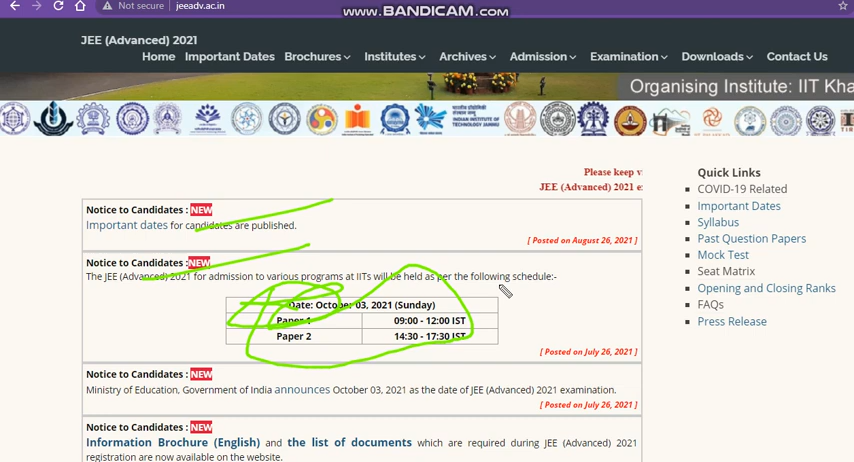 www.BANDICAM.com
Not secure | jeeadv.ac.in
JEE (Advanced) 2021
Home Important Dates Brochures Institutes Archives Admission Examination Downloads Contact Us
Organising Institute: IIT Kha
Please keep v
JEE (Advanced) 2021 e
Notice to Candidates : NEW
Important dates for candidates are published.
[ Posted on August 26, 2021 ]
Notice to Candidates : NEW
The JEE (Advanced) 2021 for admission to various programs at IITs will be held as per the following schedule:-
Date: October 03, 2021 (Sunday)
Paper 1 09:00 - 12:00 IST
Paper 2 14:30 - 17:30 IST
[ Posted on July 26, 2021 ]
Notice to Candidates : NEW
Ministry of Education, Government of India announces October 03, 2021 as the date of JEE (Advanced) 2021 examination.
[ Posted on July 26, 2021 ]
Notice to Candidates : NEW
Information Brochure (English) and the list of documents which are required during JEE (Advanced) 2021
registration are now available on the website.
Quick Links
COVID-19 Related
Important Dates
Syllabus
Past Question Papers
Mock Test
Seat Matrix
Opening and Closing Ranks
FAQs
Press Release